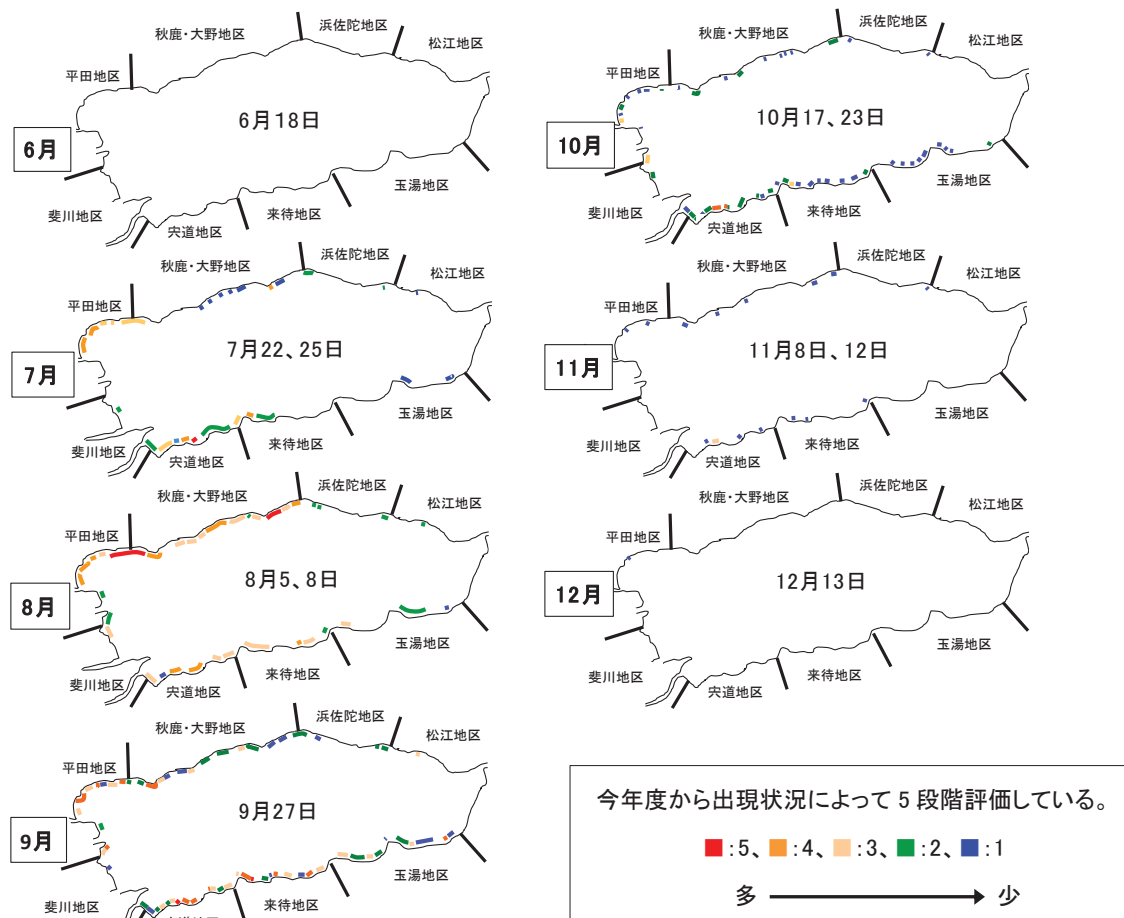 秋鹿・大野地区
浜佐陀地区
松江地区
平田地区
6月18日
6月
玉湯地区
斐川地区
来待地区
宍道地区
秋鹿・大野地区
浜佐陀地区
松江地区
平田地区
7月22、25日
7月
玉湯地区
斐川地区
来待地区
宍道地区
秋鹿・大野地区
浜佐陀地区
松江地区
平田地区
8月5、8日
8月
玉湯地区
斐川地区
来待地区
宍道地区
秋鹿・大野地区
浜佐陀地区
松江地区
平田地区
9月27日
9月
玉湯地区
斐川地区
来待地区
秋鹿・大野地区
浜佐陀地区
松江地区
平田地区
10月17、23日
10月
玉湯地区
斐川地区
来待地区
宍道地区
秋鹿・大野地区
浜佐陀地区
松江地区
平田地区
11月8日、12日
11月
玉湯地区
斐川地区
来待地区
宍道地区
秋鹿・大野地区
浜佐陀地区
松江地区
平田地区
12月13日
12月
玉湯地区
斐川地区
来待地区
宍道地区
今年度から出現状況によって5段階評価している。
:5、:4、:3、:2、:1
多 少